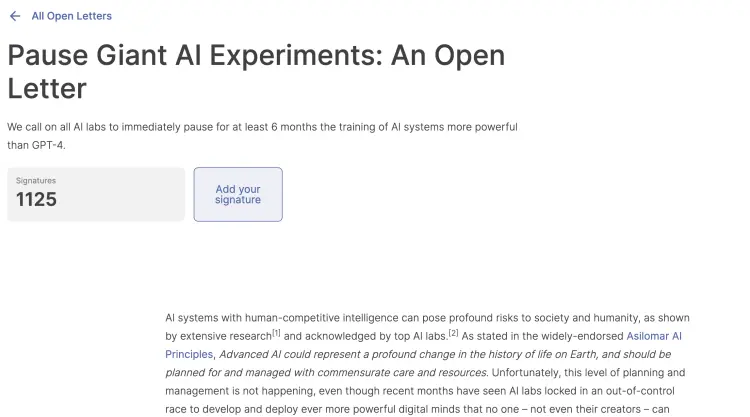 ← All Open Letters
Pause Giant AI Experiments: An Open
Letter
We call on all AI labs to immediately pause for at least 6 months the training of AI systems more powerful
than GPT-4.
Signatures
1125
Add your
signature
AI systems with human-competitive intelligence can pose profound risks to society and humanity, as shown
by extensive research[1] and acknowledged by top AI labs.[2] As stated in the widely-endorsed Asilomar AI
Principles, Advanced AI could represent a profound change in the history of life on Earth, and should be
planned for and managed with commensurate care and resources. Unfortunately, this level of planning and
management is not happening, even though recent months have seen AI labs locked in an out-of-control
race to develop and deploy ever more powerful digital minds that no one – not even their creators – can